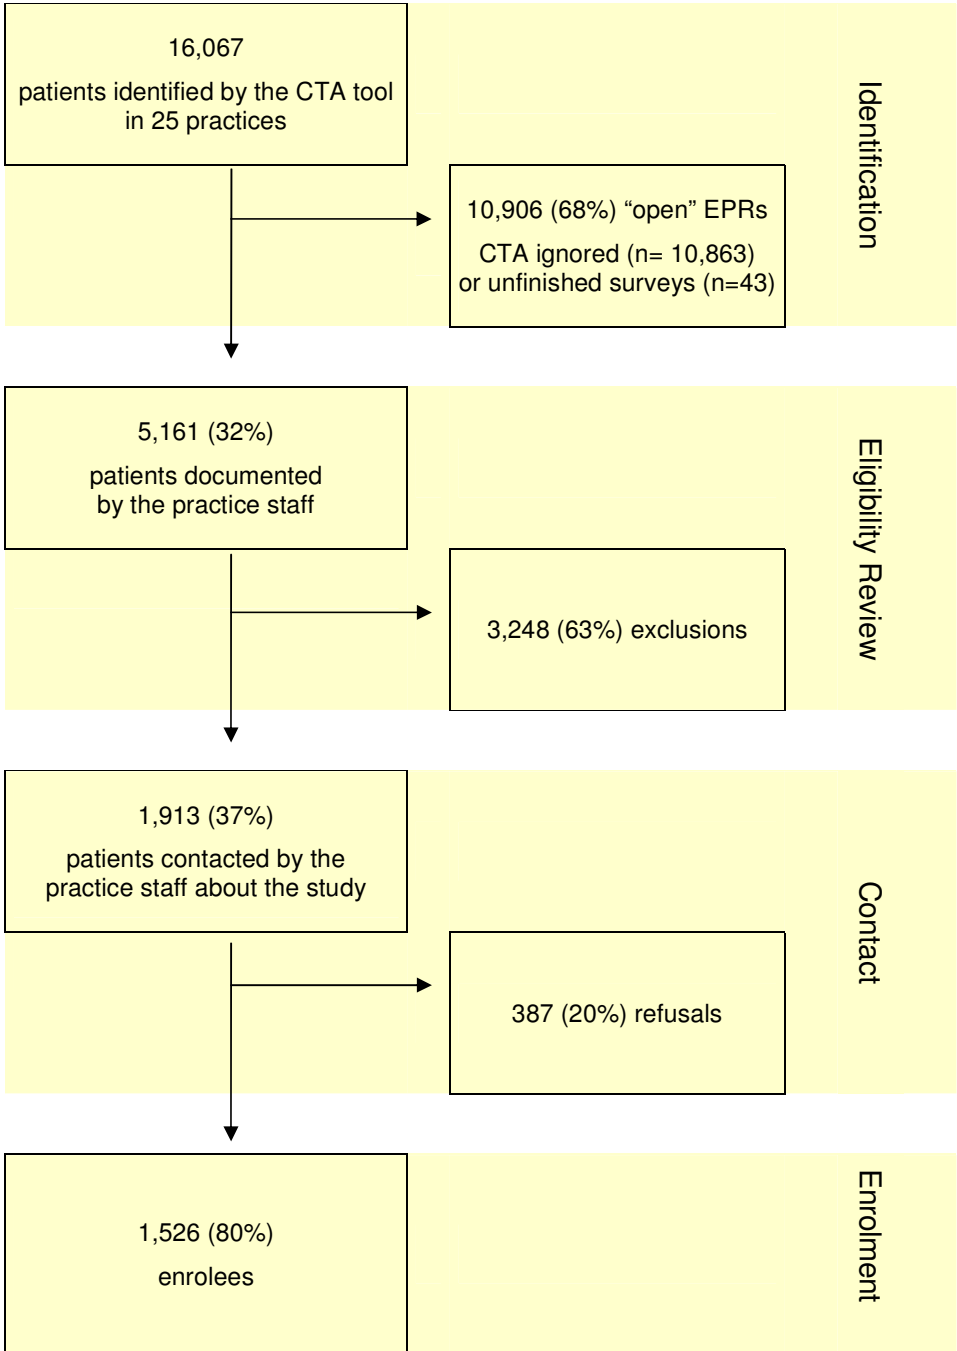 16,067
patients identified by the CTA tool
in 25 practices
Identification
10,906 (68%) “open” EPRs
CTA ignored (n= 10,863)
or unfinished surveys (n=43)
5,161 (32%)
patients documented
by the practice staff
Eligibility Review
3,248 (63%) exclusions
1,913 (37%)
patients contacted by the
practice staff about the study
Contact
387 (20%) refusals
1,526 (80%)
enrolees
Enrolment